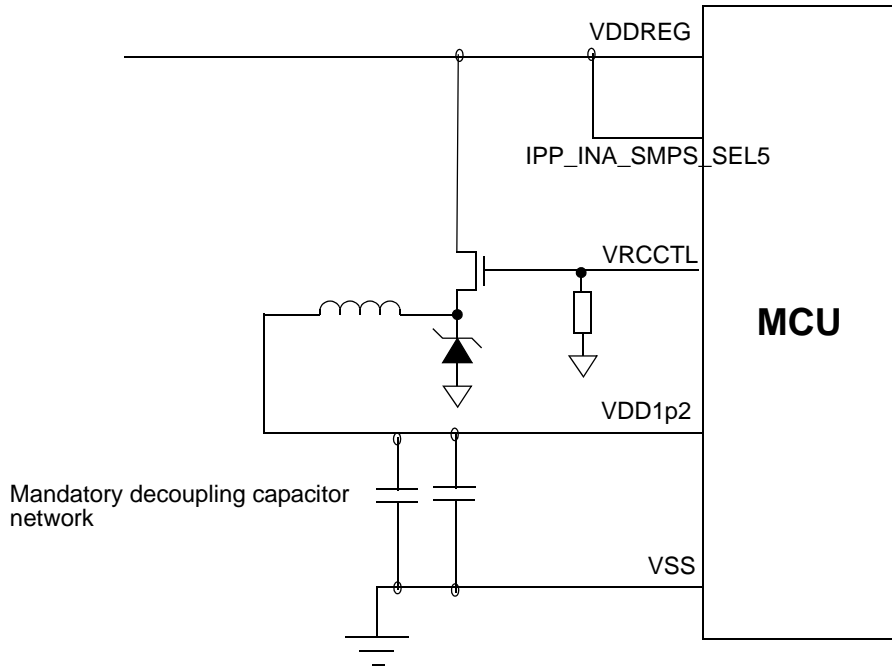 VDDREG
IPP_INA_SMPS_SEL5
VRCCTL
MCU
VDD1p2
Mandatory decoupling capacitor
network
VSS